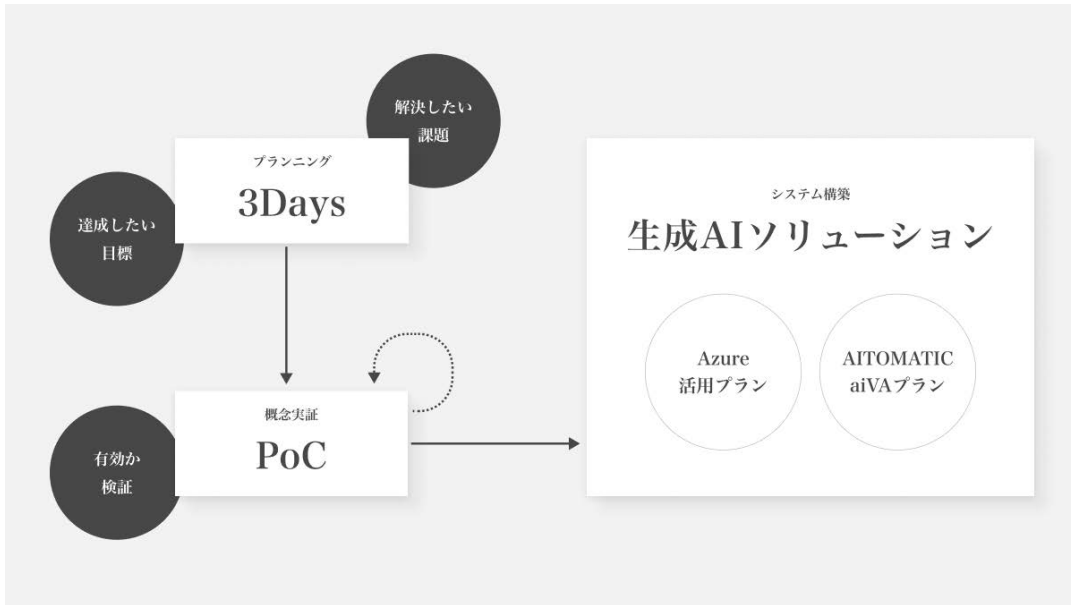 解決したい
課題
プランニング
3Days
達成したい
目標
概念実証
PoC
有効か
検証
システム構築
生成AIソリューション
Azure
活用プラン
AITOMATIC
aiVAプラン